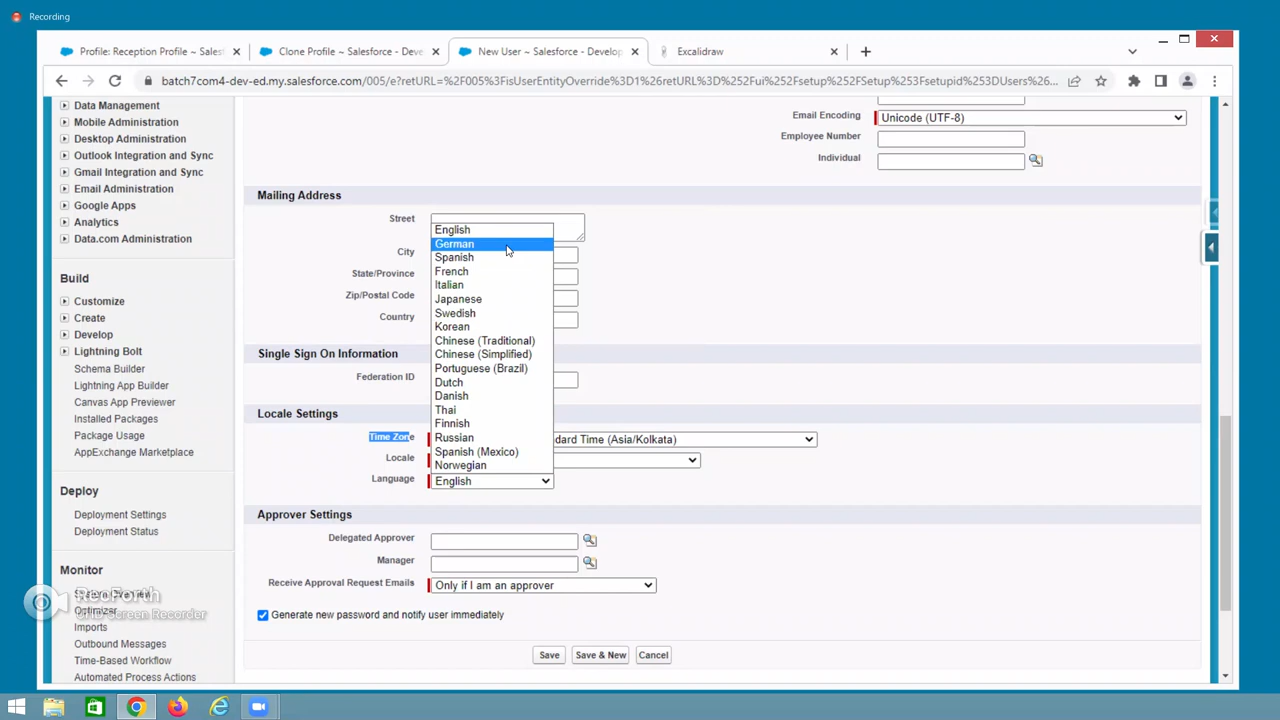 Recording
Profile: Reception Profile ~ Sales
Clone Profile ~ Salesforce - Deve
New User ~ Salesforce - Develop
Excalidraw
batch7com4-dev-ed.my.salesforce.com/005/e?retURL=%2F005%3FisUserEntityOverride%3D1%26retURL%3D%252Fui%252Fsetup%252FSetup%253Fsetupid%253DUsers%26...
Data Management
Mobile Administration
Desktop Administration
Outlook Integration and Sync
Gmail Integration and Sync
Email Administration
Google Apps
Analytics
Data.com Administration
Build
Customize
Create
Develop
Lightning Bolt
Schema Builder
Lightning App Builder
Canvas App Previewer
Installed Packages
Package Usage
AppExchange Marketplace
Deploy
Deployment Settings
Deployment Status
Monitor
System Overview
Optimizer
Imports
Outbound Messages
Time-Based Workflow
Automated Process Actions
RecForth
Screen Recorder
Email Encoding
Unicode (UTF-8)
Employee Number
Individual
Mailing Address
Street
City
State/Province
Zip/Postal Code
Country
English
German
Spanish
French
Italian
Japanese
Swedish
Korean
Chinese (Traditional)
Chinese (Simplified)
Portuguese (Brazil)
Dutch
Danish
Thai
Finnish
Russian
Spanish (Mexico)
Norwegian
Single Sign On Information
Federation ID
Locale Settings
Time Zone
dard Time (Asia/Kolkata)
Locale
Language
English
Approver Settings
Delegated Approver
Manager
Receive Approval Request Emails
Only if I am an approver
Generate new password and notify user immediately
Save
Save & New
Cancel